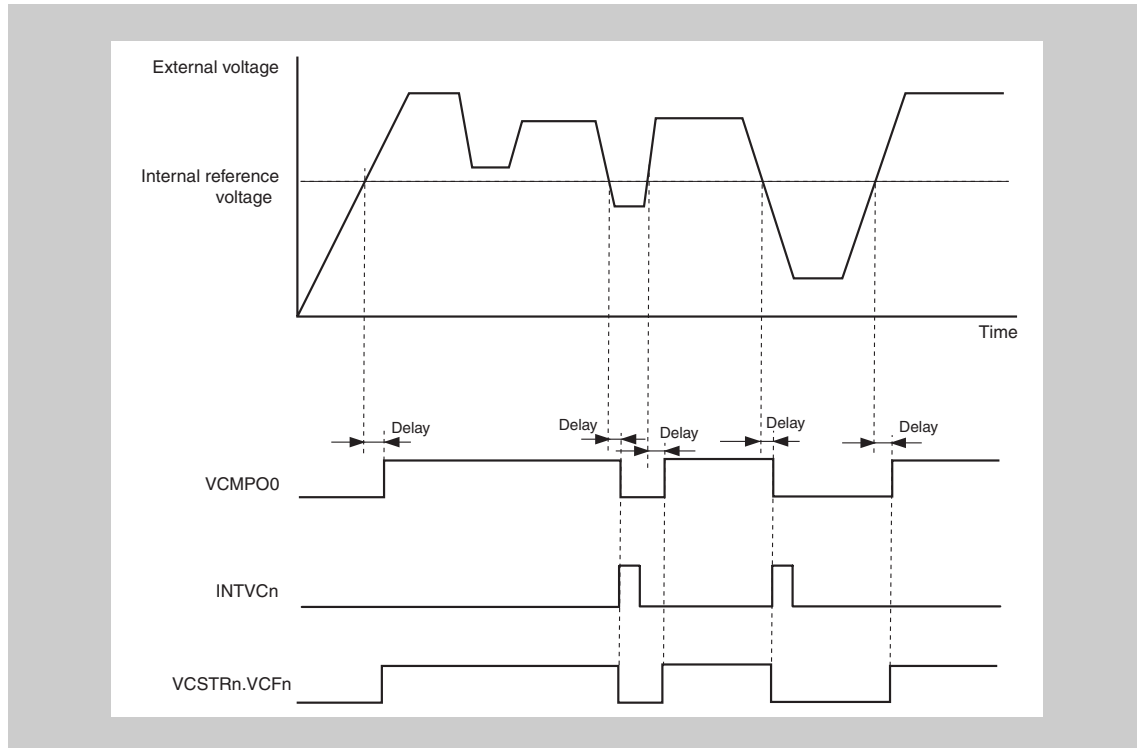 External voltage
Internal reference
voltage
Time
Delay
Delay
Delay
Delay
Delay
VCMPO0
INTVCn
VCSTRn.VCFn